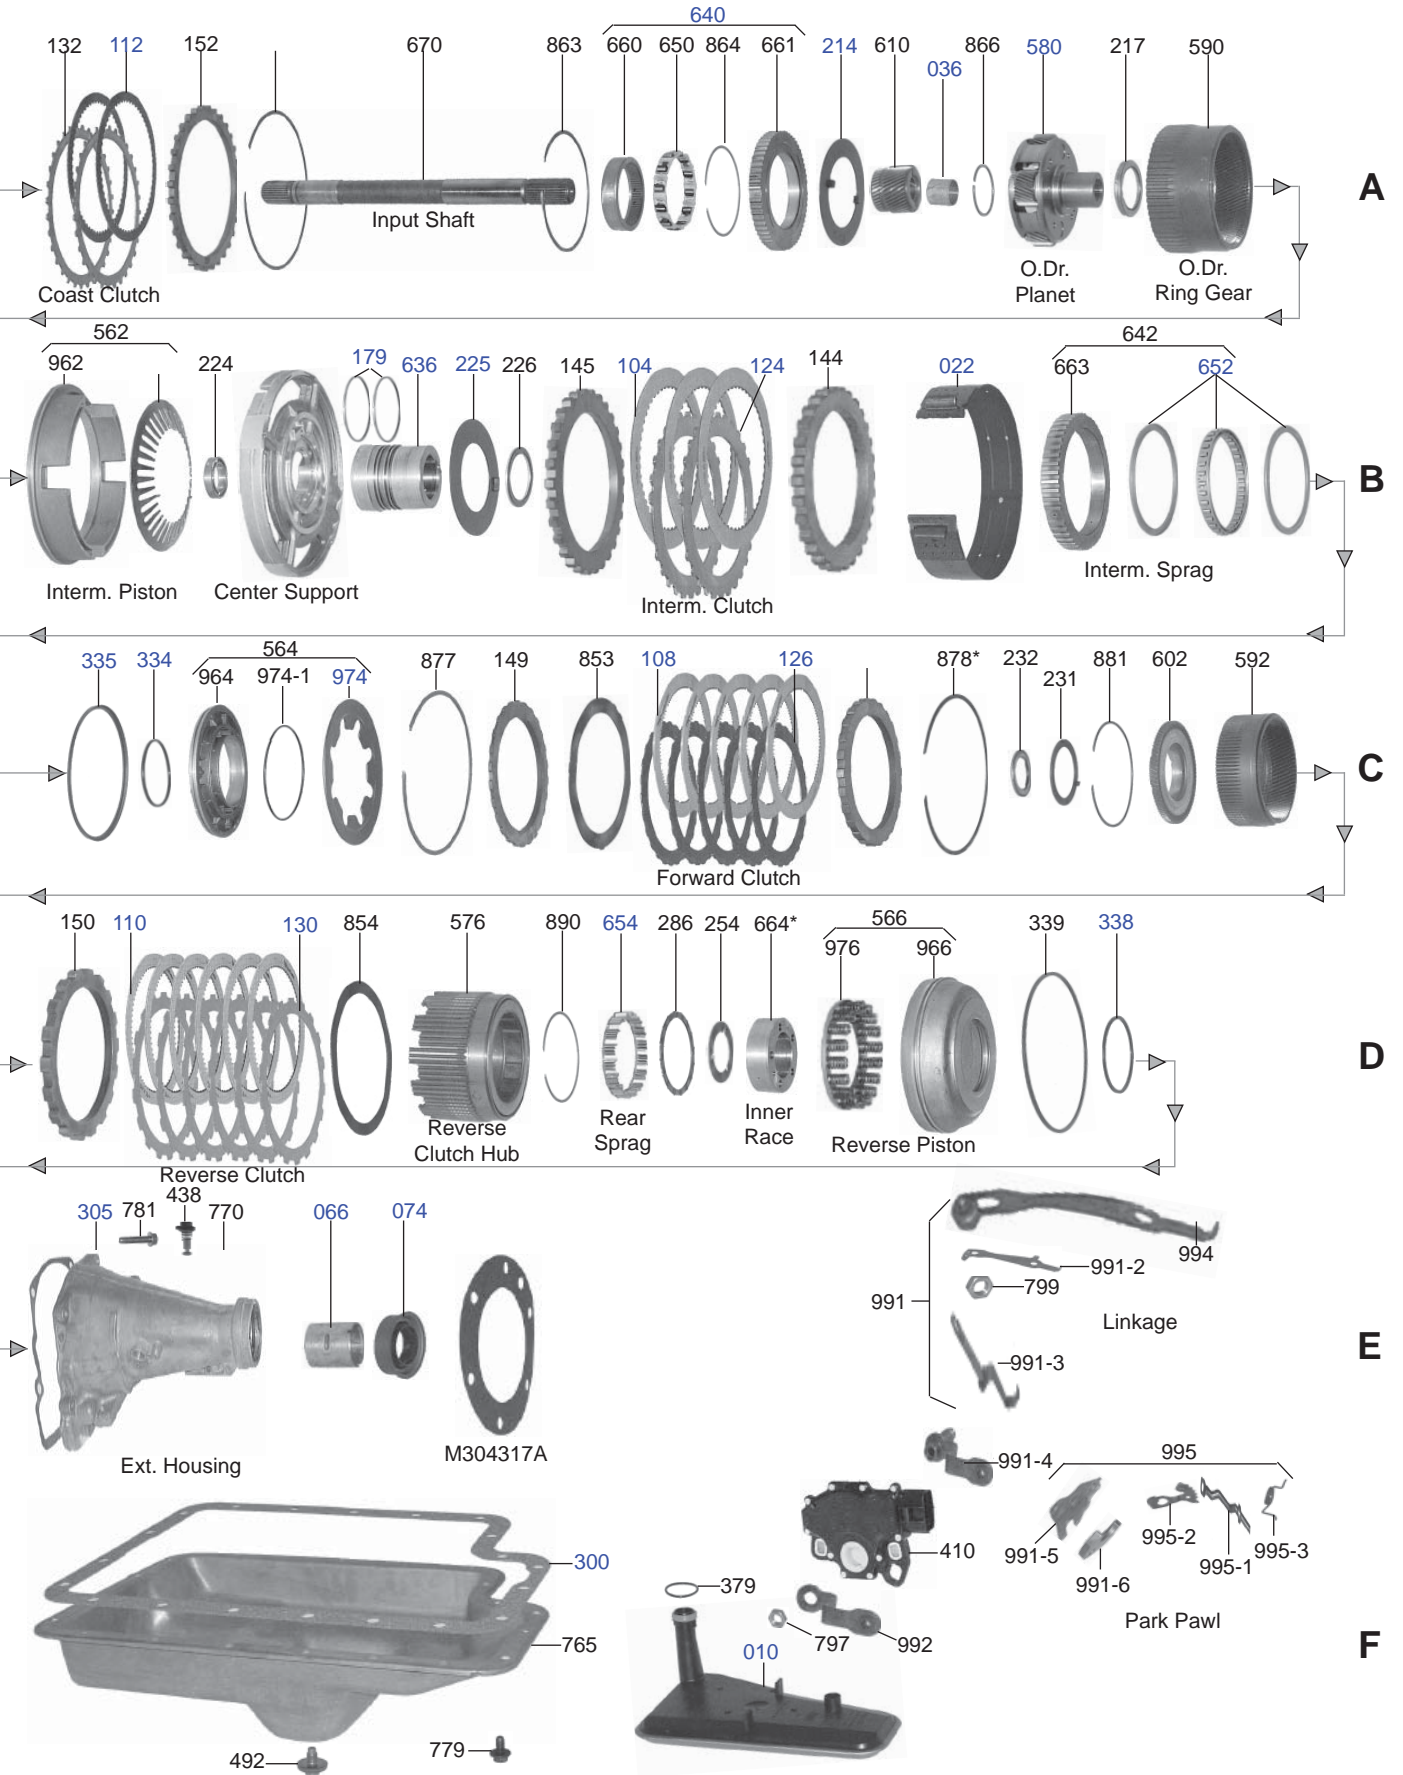 640
132 112 152 670 863 660 650 864 661 214 610 036 866 580 217 590
A
Input Shaft
Coast Clutch
O.Dr.
Planet
O.Dr.
Ring Gear
562
962 224 179 636 225 226 145 104 124 144 022 642
663 652
B
Interm. Piston
Center Support
Interm. Clutch
Interm. Sprag
335 334 564
964 974-1 974 877 149 853 108 126 878* 232 231 881 602 592
C
Forward Clutch
150 110 130 854 576 890 654 286 254 664* 566
976 966 339 338
D
Reverse Clutch
Reverse
Clutch Hub
Rear
Sprag
Inner
Race
Reverse Piston
305 781 438 770 066 074
994
991-2
799
991
Linkage
991-3
E
Ext. Housing
M304317A
991-4
995
995-2
991-5
991-6
995-1
995-3
Park Pawl
300
410
379
765
797
992
010
F
492
779